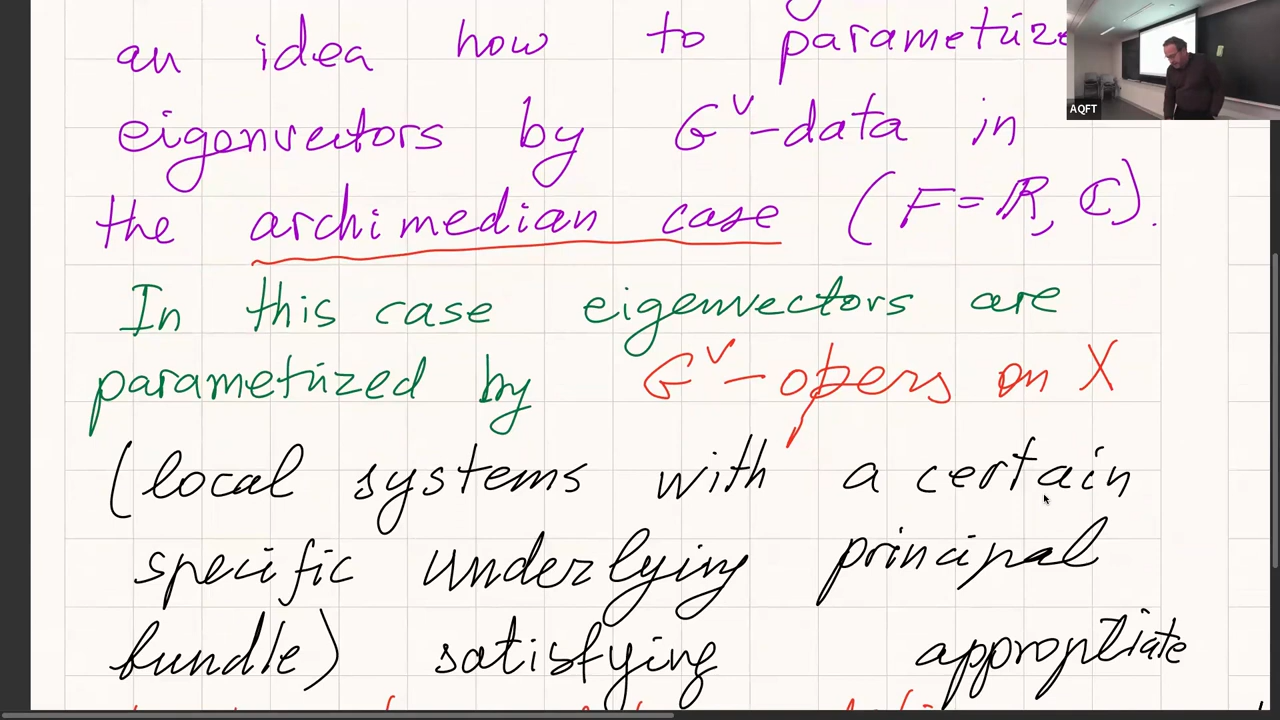 an idea how to parametrize
eigenvectors by G^∨-data in
the archimedian case (F=ℝ, ℂ).
In this case eigenvectors are
parametrized by G^∨-opers on X
(local systems with a certain
specific underlying principal
bundle) satisfying appropriate
AQFT